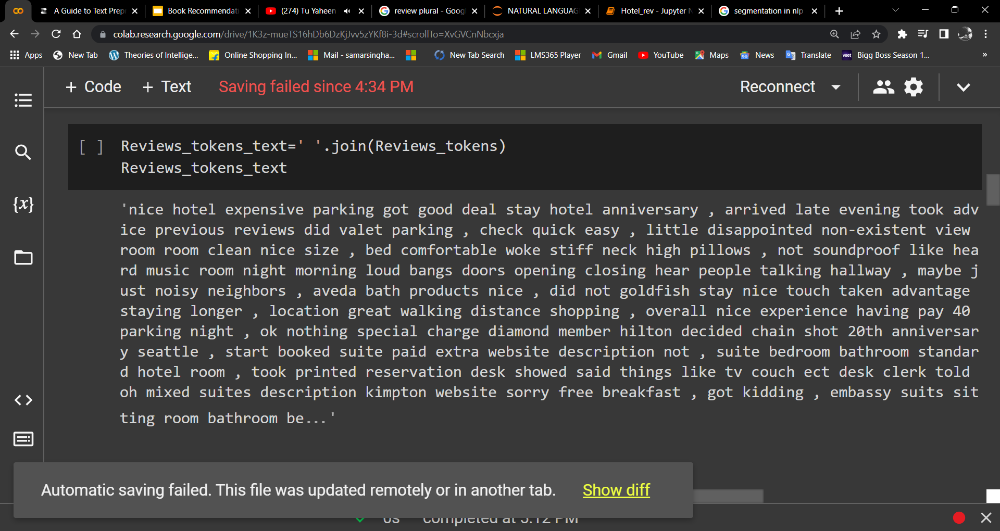 A Guide to Text Prep
Book Recommendati
(274) Tu Yaheen
review plural - Goog
NATURAL LANGUAG
Hotel_rev - Jupyter N
segmentation in nlp
colab.research.google.com/drive/1K3z-mueTS16hDb6DzKjJvv5zYKf8i-3d#scrollTo=XvGVCnNbcxja
Apps
New Tab
Theories of Intellige...
Online Shopping In...
Mail - samarsingha...
New Tab Search
LMS365 Player
Gmail
YouTube
Maps
News
Translate
voot
Bigg Boss Season 1...
»
+ Code
+ Text
Saving failed since 4:34 PM
Reconnect
{x}
[ ] Reviews_tokens_text=' '.join(Reviews_tokens)
Reviews_tokens_text
'nice hotel expensive parking got good deal stay hotel anniversary , arrived late evening took adv
ice previous reviews did valet parking , check quick easy , little disappointed non-existent view
room room clean nice size , bed comfortable woke stiff neck high pillows , not soundproof like hea
rd music room night morning loud bangs doors opening closing hear people talking hallway , maybe j
ust noisy neighbors , aveda bath products nice , did not goldfish stay nice touch taken advantage
staying longer , location great walking distance shopping , overall nice experience having pay 40
parking night , ok nothing special charge diamond member hilton decided chain shot 20th anniversar
y seattle , start booked suite paid extra website description not , suite bedroom bathroom standar
d hotel room , took printed reservation desk showed said things like tv couch ect desk clerk told
oh mixed suites description kimpton website sorry free breakfast , got kidding , embassy suits sit
ting room bathroom be...'
Automatic saving failed. This file was updated remotely or in another tab.
Show diff
0s completed at 5:12 PM